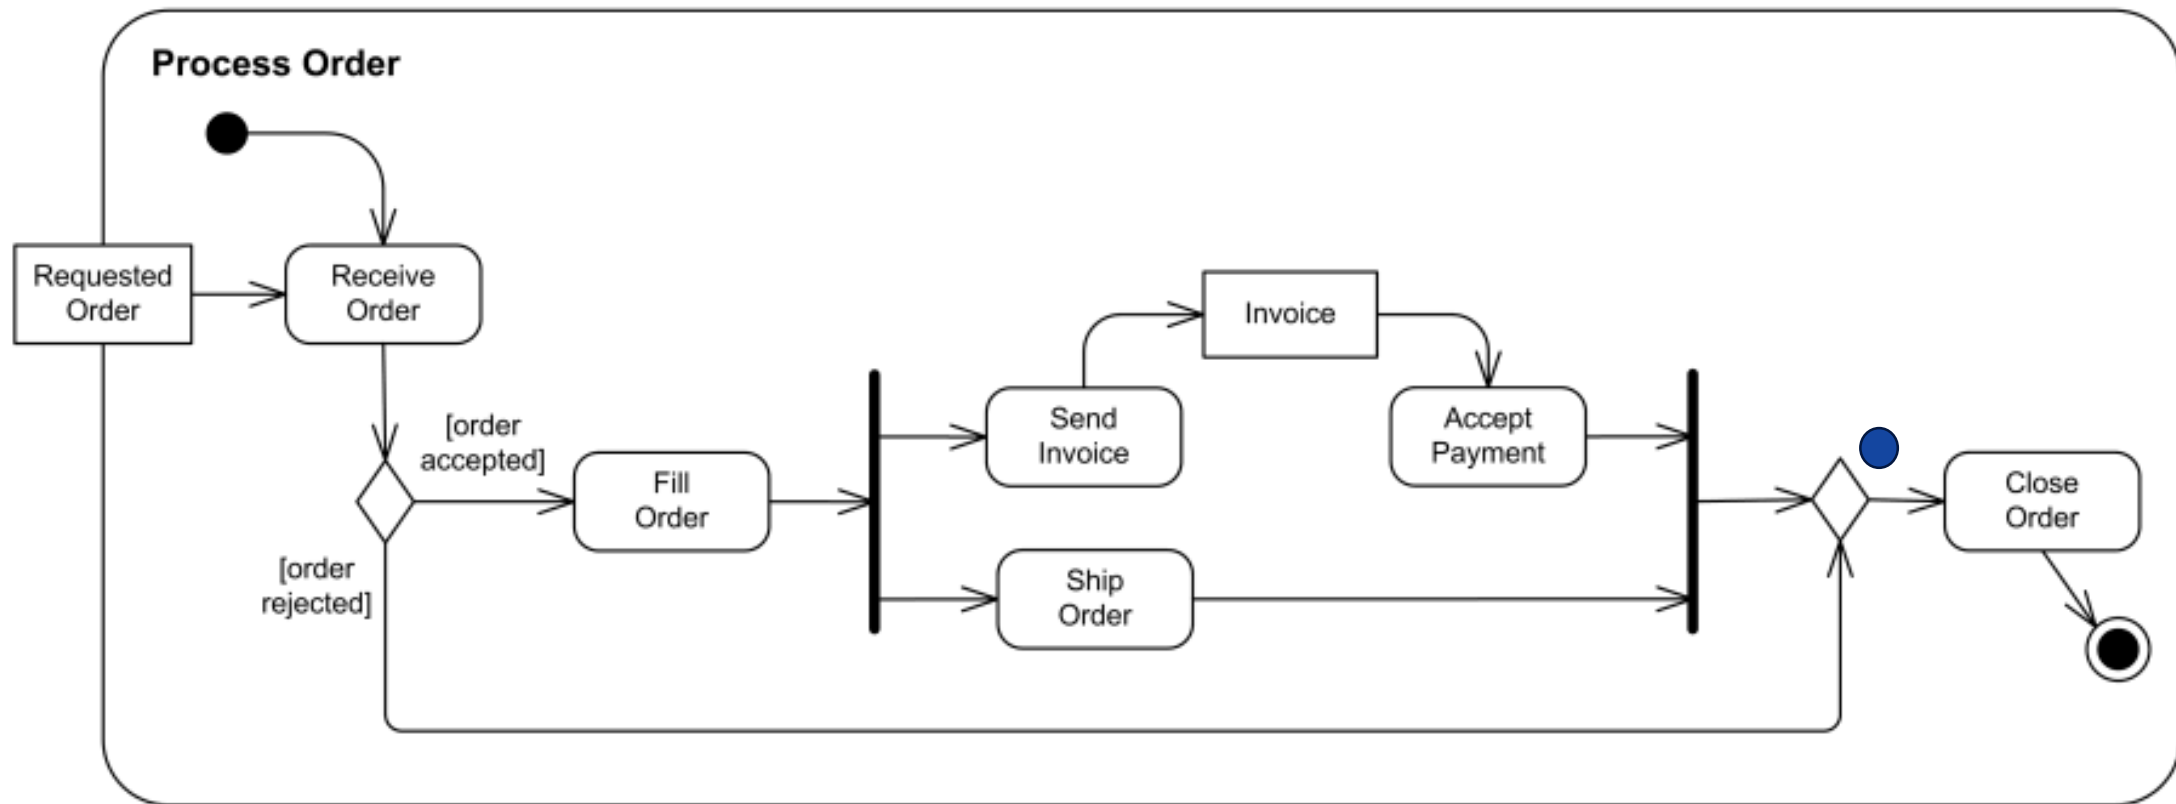 Process Order
Requested
Order
Receive
Order
[order
accepted]
[order
rejected]
Fill
Order
Send
Invoice
Invoice
Accept
Payment
Ship
Order
Close
Order